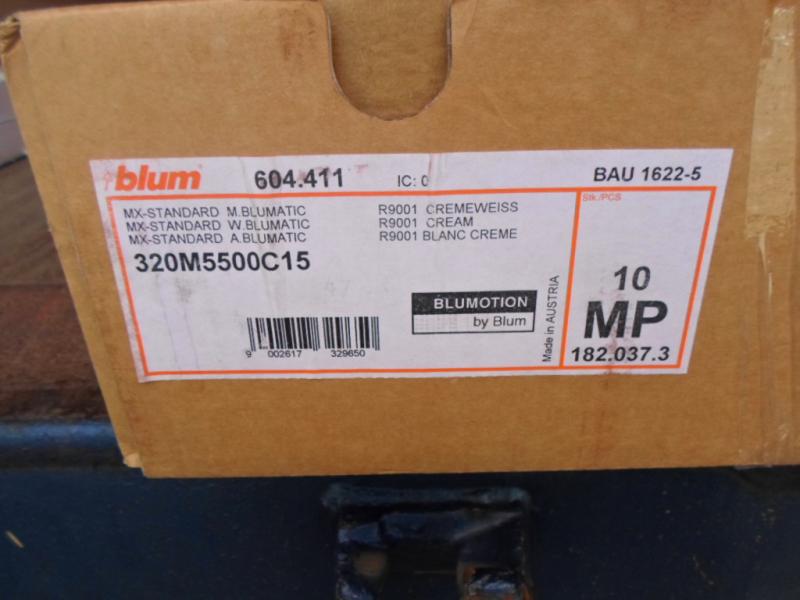 blum 604.411 IC: 0 BAU 1622-5
MX-STANDARD M.BLUMATIC R9001 CREMEWEISS
MX-STANDARD W.BLUMATIC R9001 CREAM
MX-STANDARD A.BLUMATIC R9001 BLANC CREME
320M5500C15
BLUMOTION
by Blum
9 002617 329650
Made in AUSTRIA
Stk./PCS
10
MP
182.037.3